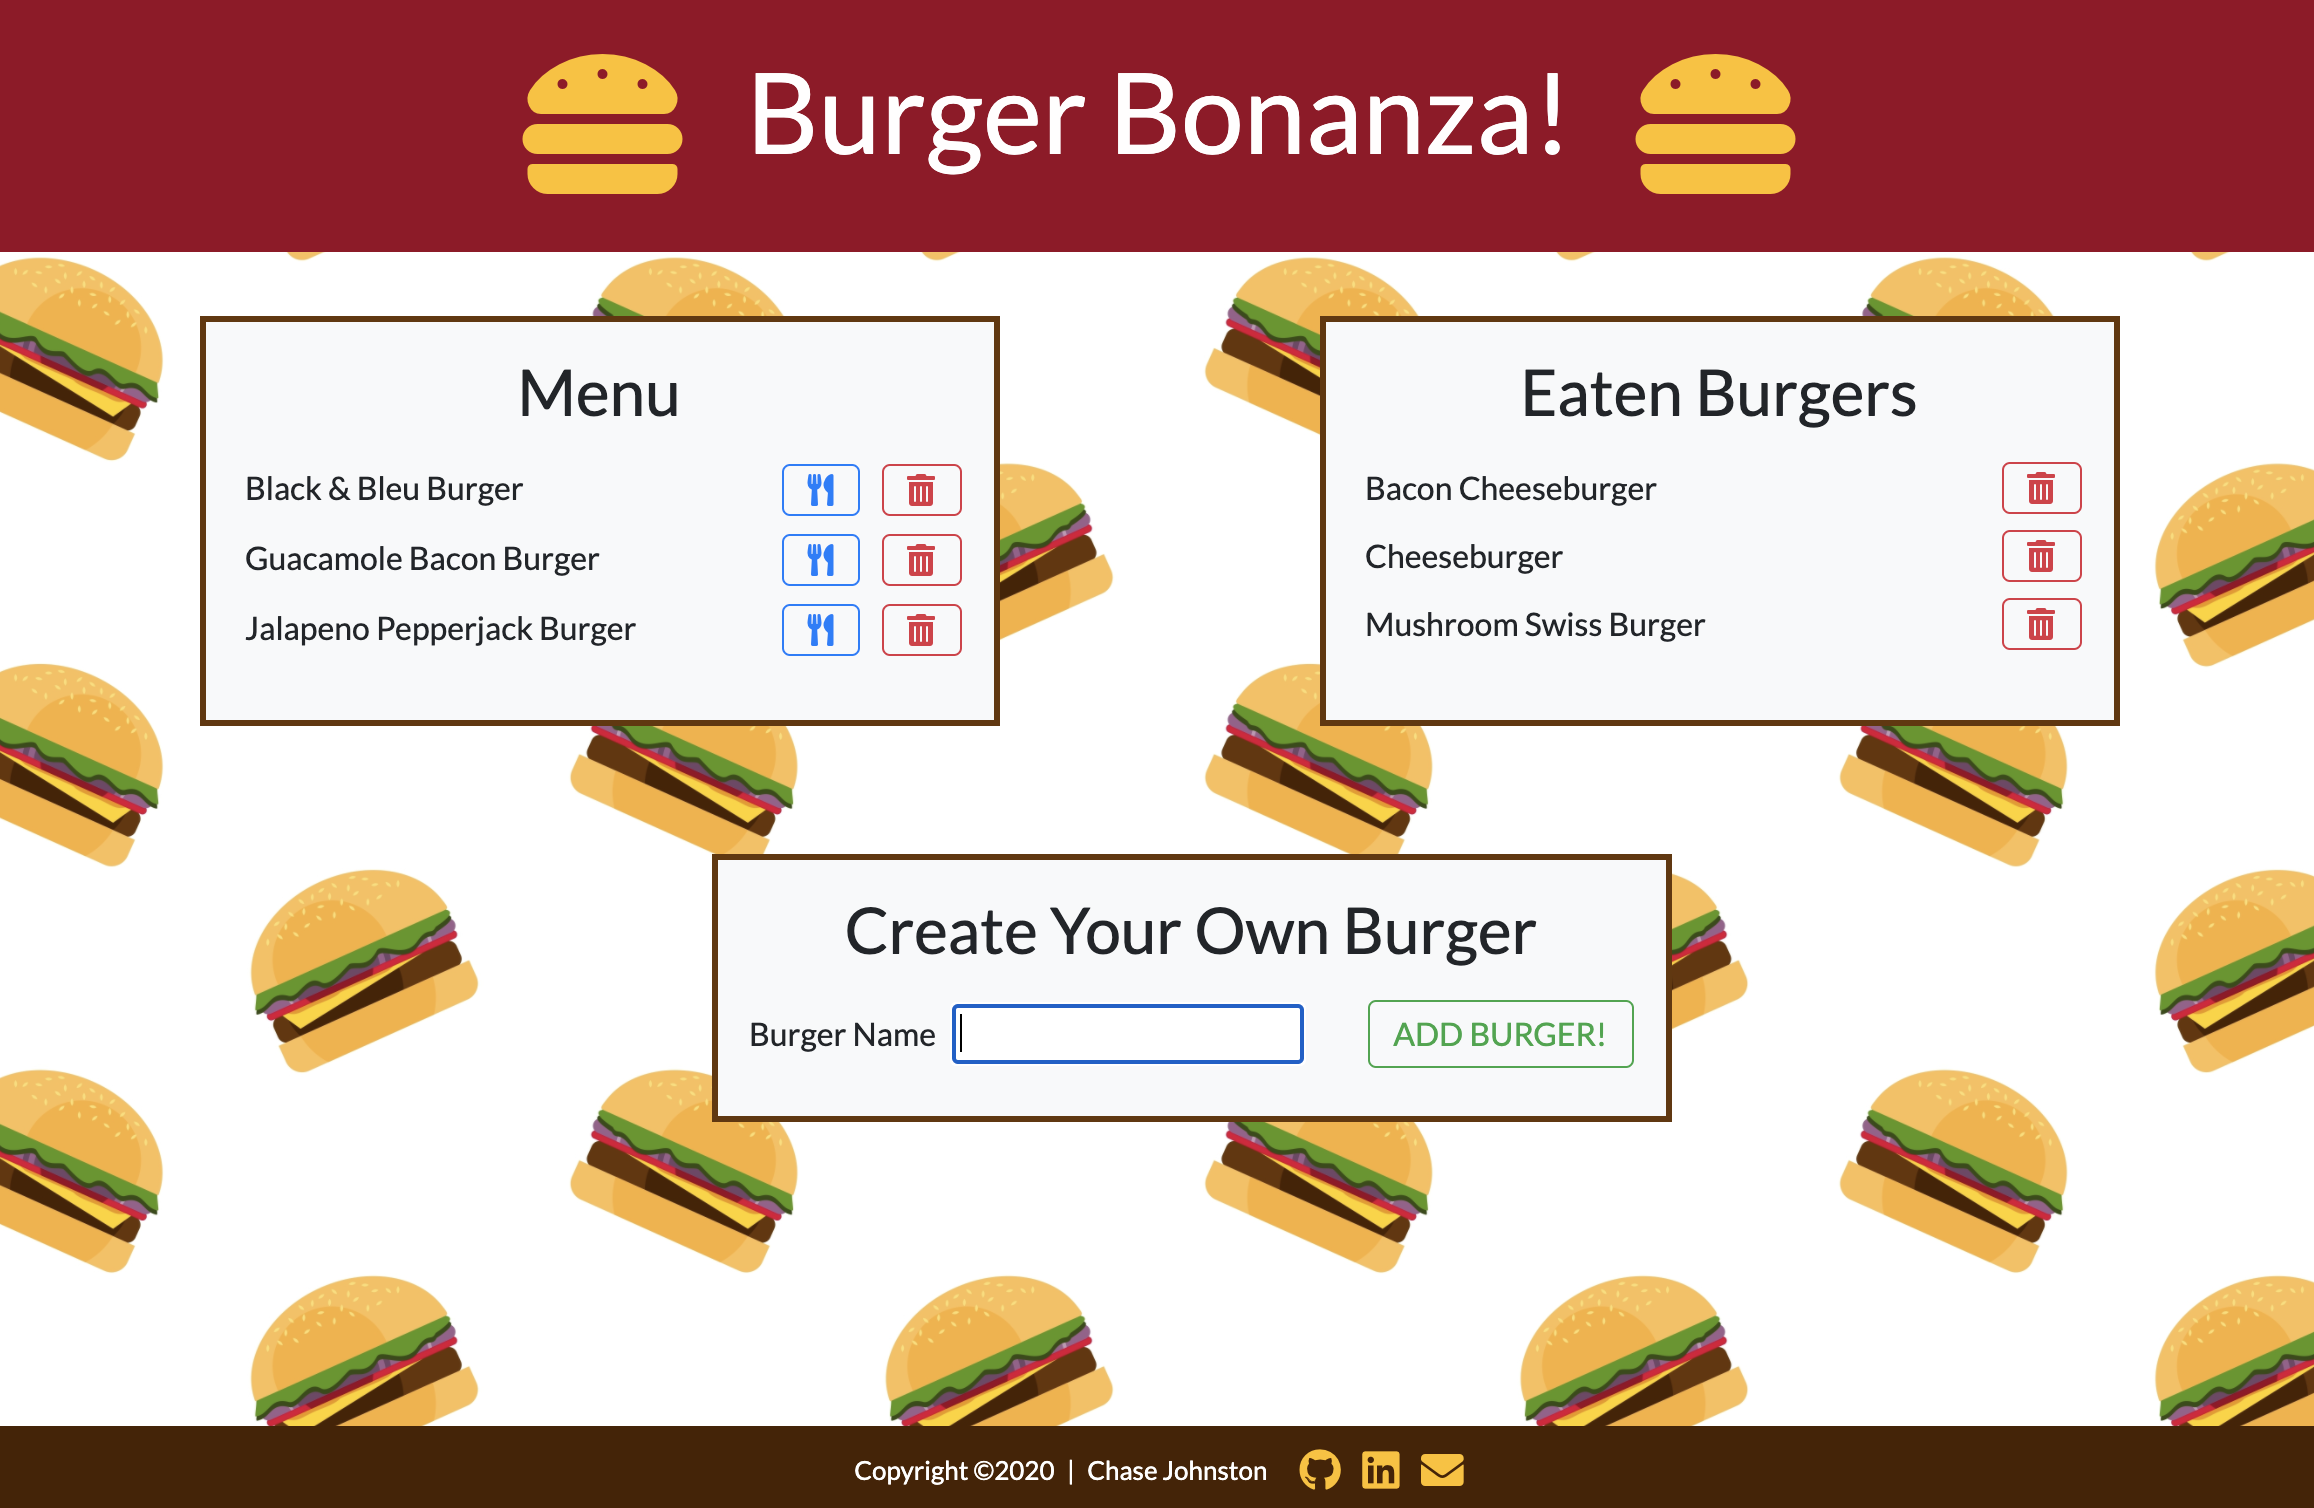 Burger Bonanza!
Menu
Black & Bleu Burger
Guacamole Bacon Burger
Jalapeno Pepperjack Burger
Eaten Burgers
Bacon Cheeseburger
Cheeseburger
Mushroom Swiss Burger
Create Your Own Burger
Burger Name
ADD BURGER!
Copyright ©2020 | Chase Johnston